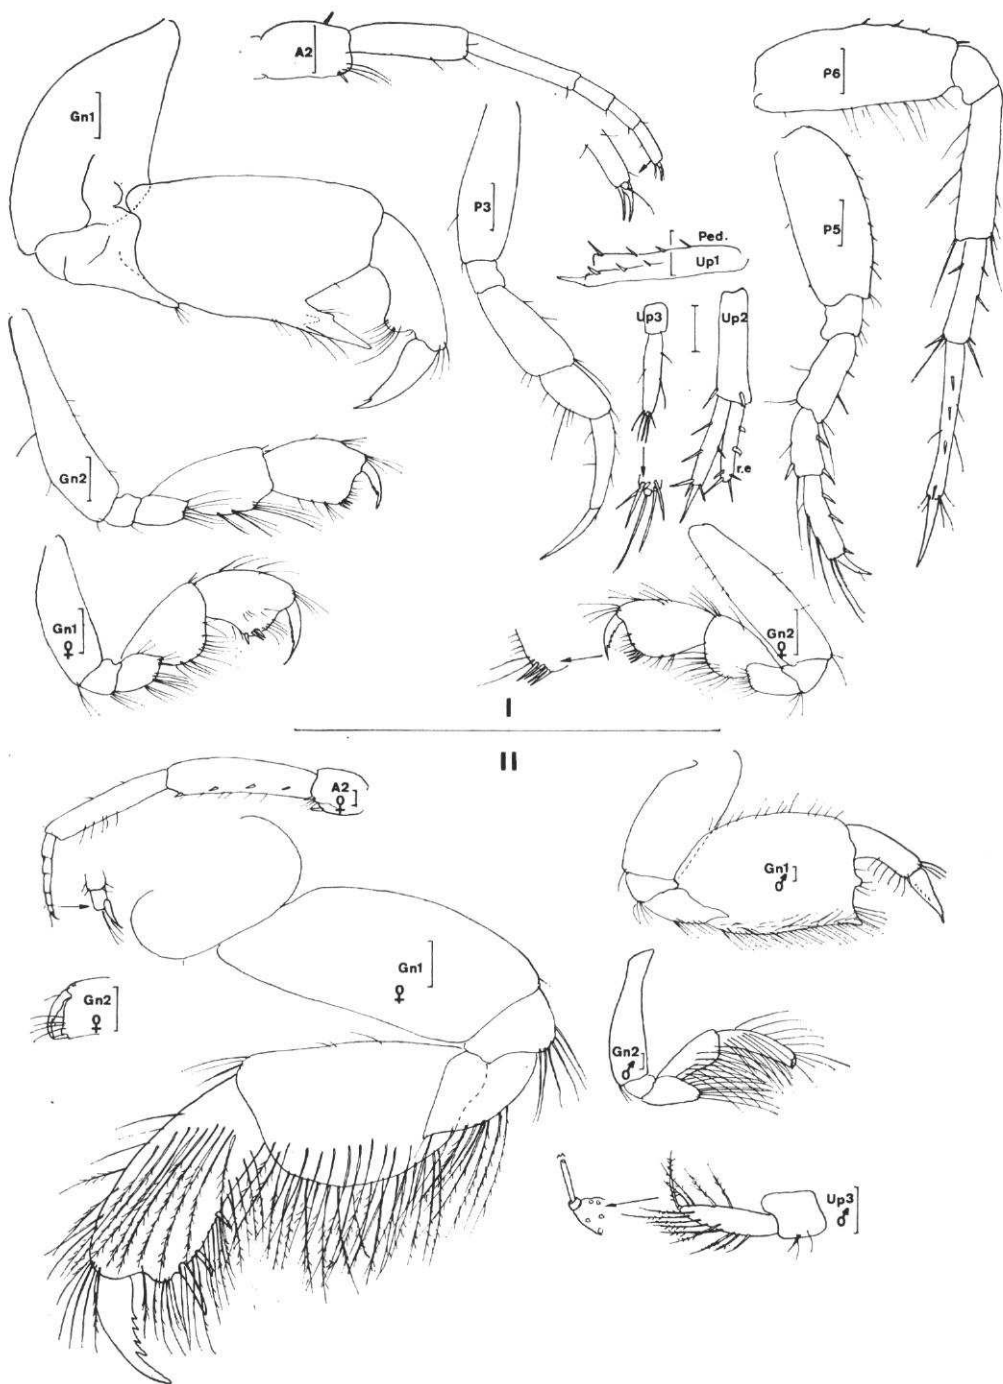 A2
P6
Gn1
P3
P5
Ped.
Up1
Up3
Up2
Gn2
r.e
Gn1
♀
Gn2
♀
I
II
A2
♀
Gn1
♂
Gn1
♀
Gn2
♀
Gn2
♂
Up3
♂